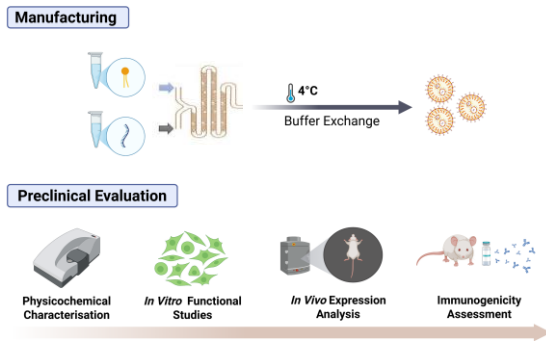 Manufacturing
4°C
Buffer Exchange
Preclinical Evaluation
Physicochemical
Characterisation
In Vitro Functional
Studies
In Vivo Expression
Analysis
Immunogenicity
Assessment